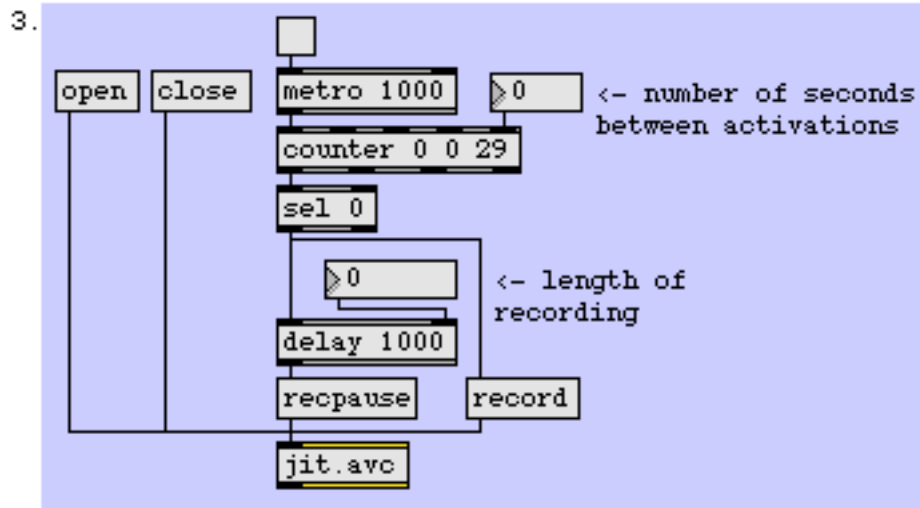 3.
open
close
metro 1000
0
<- number of seconds
between activations
counter 0 0 29
sel 0
0
<- length of
recording
delay 1000
recpause
record
jit.avc